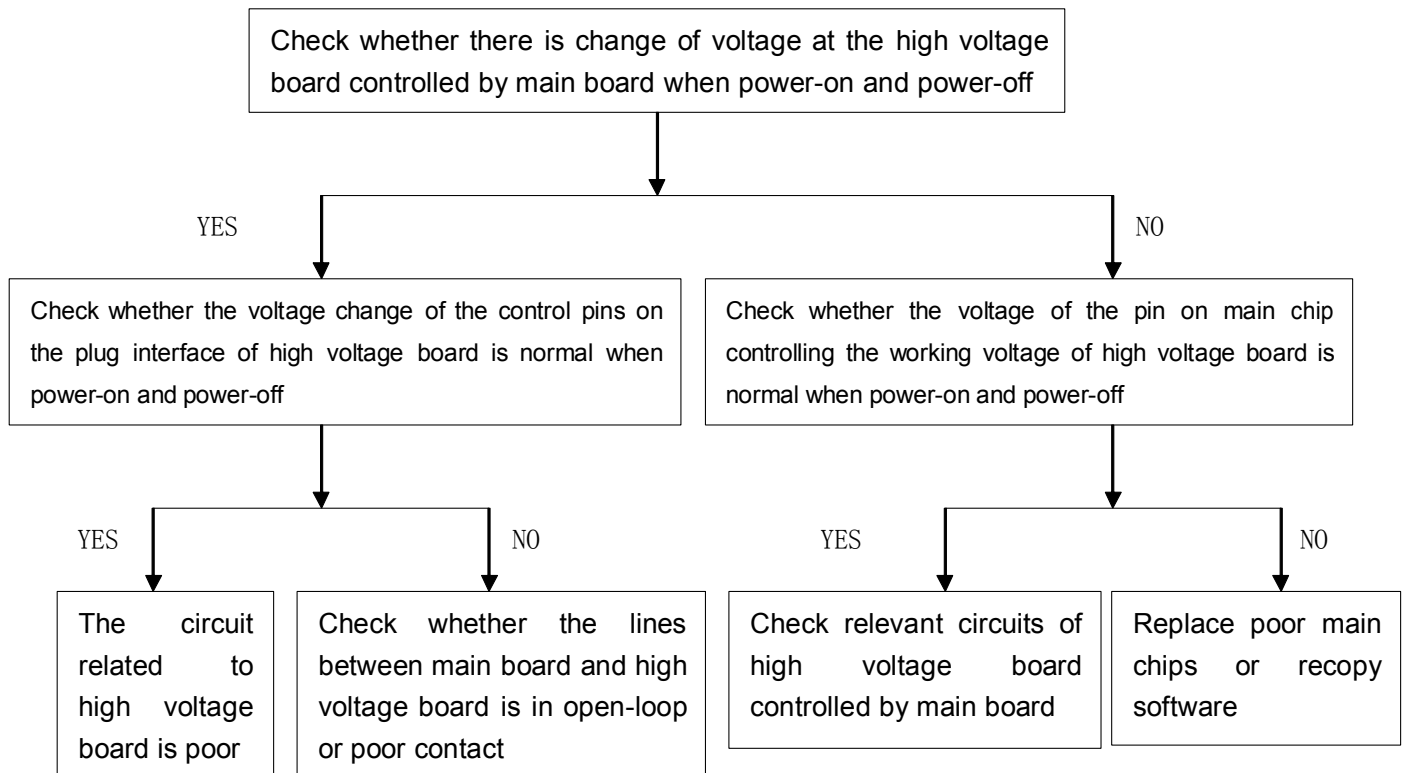 Check whether there is change of voltage at the high voltage
board controlled by main board when power-on and power-off
YES
NO
Check whether the voltage change of the control pins on
the plug interface of high voltage board is normal when
power-on and power-off
Check whether the voltage of the pin on main chip
controlling the working voltage of high voltage board is
normal when power-on and power-off
YES
NO
YES
NO
The circuit
related to
high voltage
board is poor
Check whether the lines
between main board and high
voltage board is in open-loop
or poor contact
Check relevant circuits of
high voltage board
controlled by main board
Replace poor main
chips or recopy
software